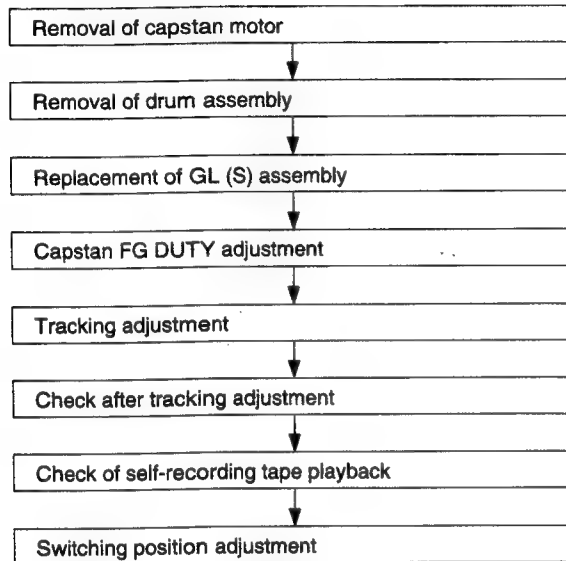 Removal of capstan motor
Removal of drum assembly
Replacement of GL (S) assembly
Capstan FG DUTY adjustment
Tracking adjustment
Check after tracking adjustment
Check of self-recording tape playback
Switching position adjustment